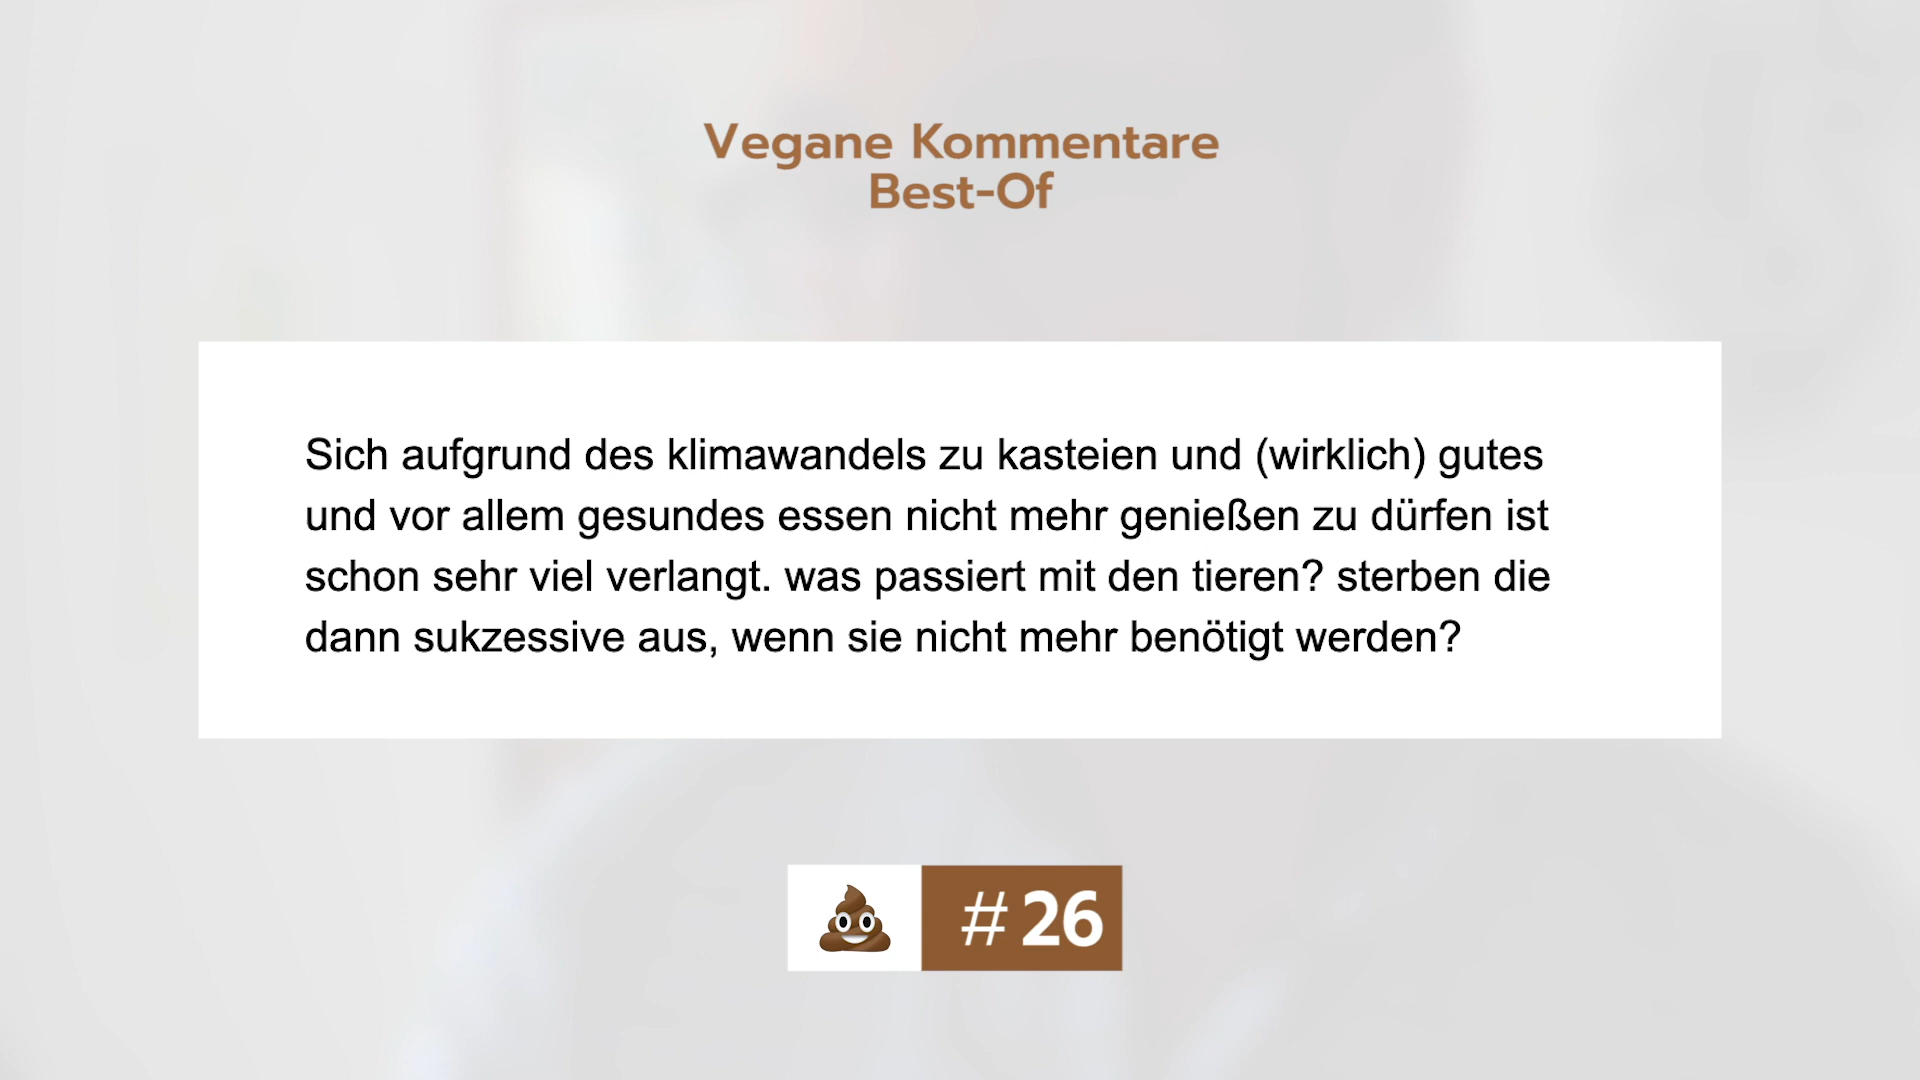 Vegane Kommentare
Best-Of
Sich aufgrund des klimawandels zu kasteien und (wirklich) gutes
und vor allem gesundes essen nicht mehr genießen zu dürfen ist
schon sehr viel verlangt. was passiert mit den tieren? sterben die
dann sukzessive aus, wenn sie nicht mehr benötigt werden?
# 26